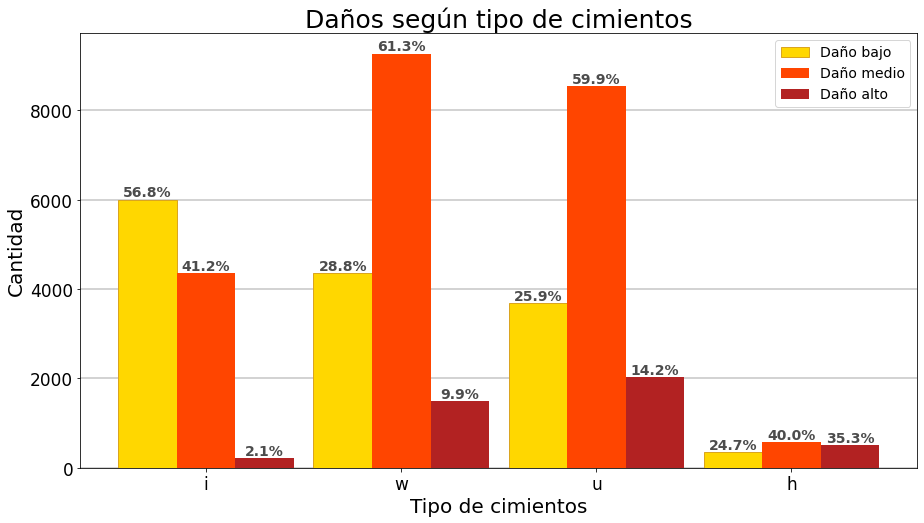 Daños según tipo de cimientos
61.3%
59.9%
Daño bajo
Daño medio
Daño alto
8000
6000
4000
2000
0
Cantidad
56.8%
41.2%
2.1%
28.8%
9.9%
25.9%
14.2%
24.7%
40.0%
35.3%
i
w
u
h
Tipo de cimientos